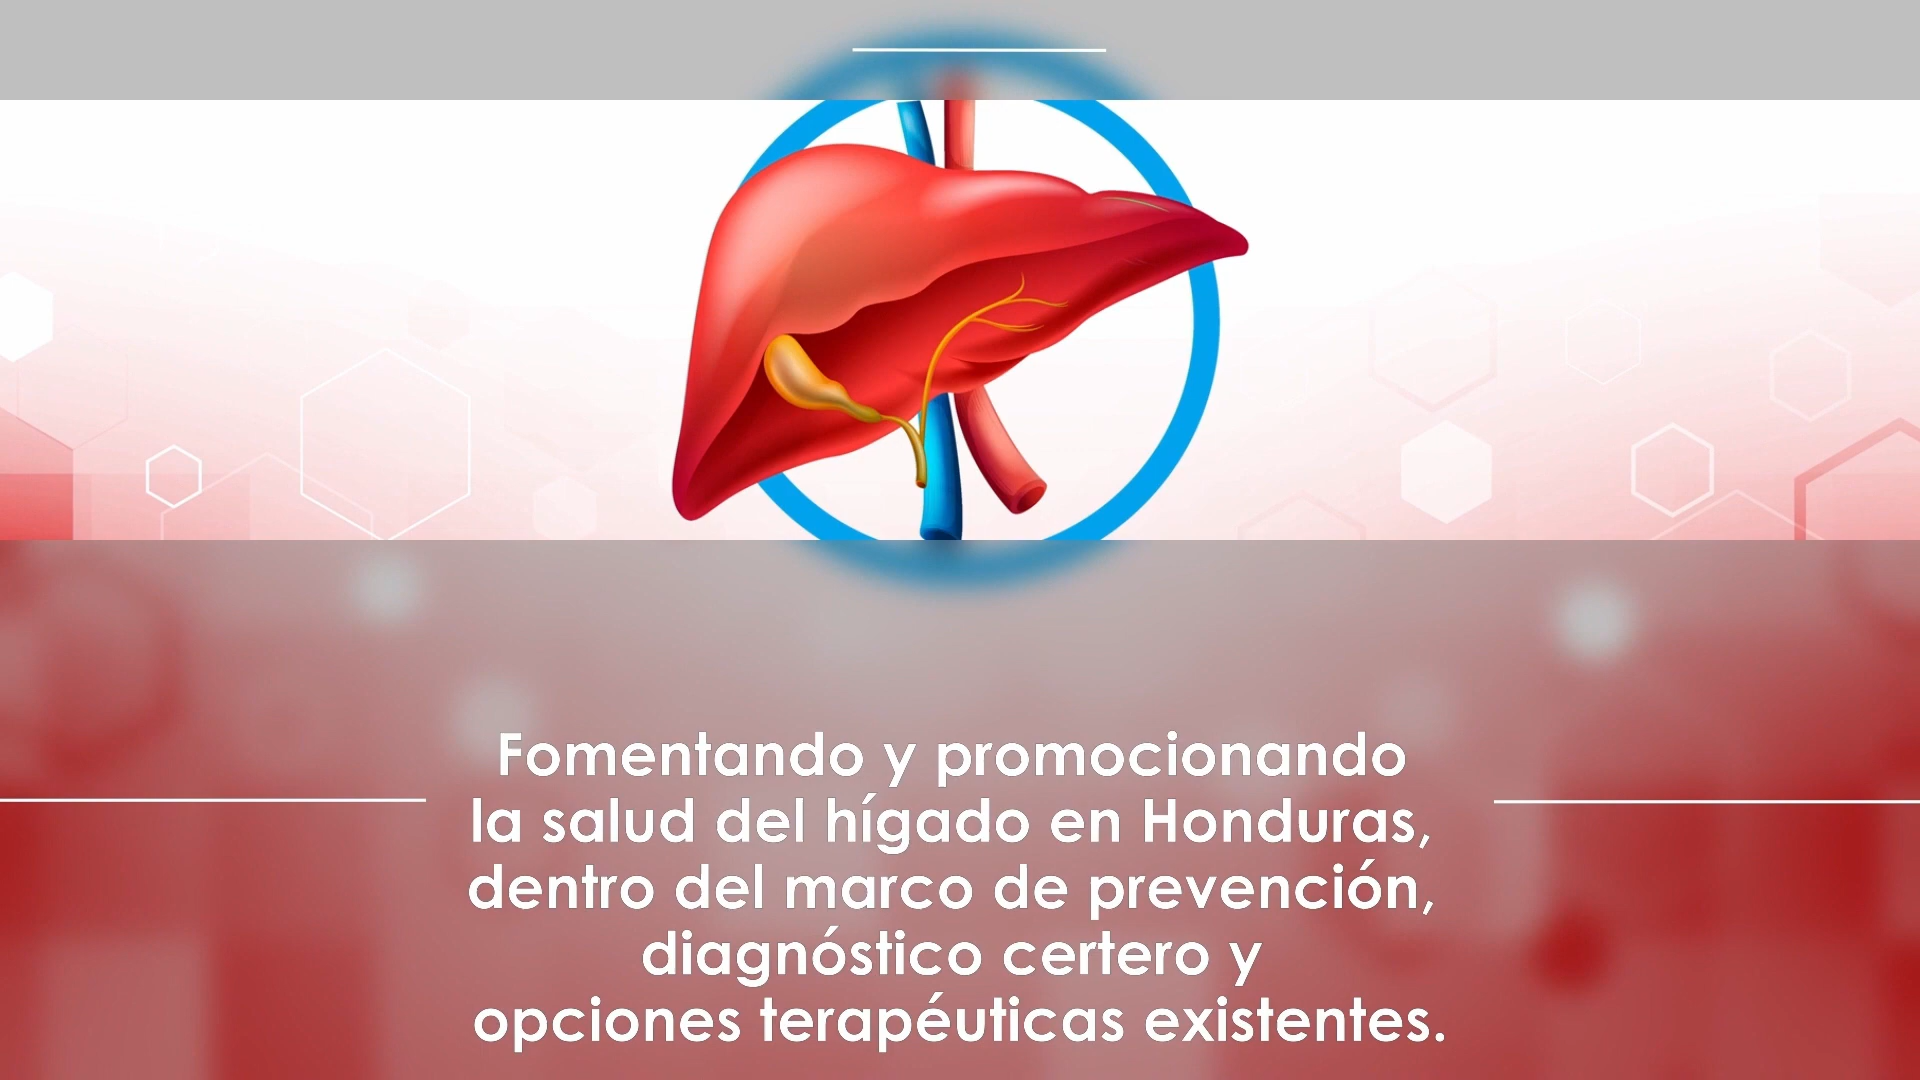 Fomentando y promocionando
la salud del hígado en Honduras,
dentro del marco de prevención,
diagnóstico certero y
opciones terapéuticas existentes.